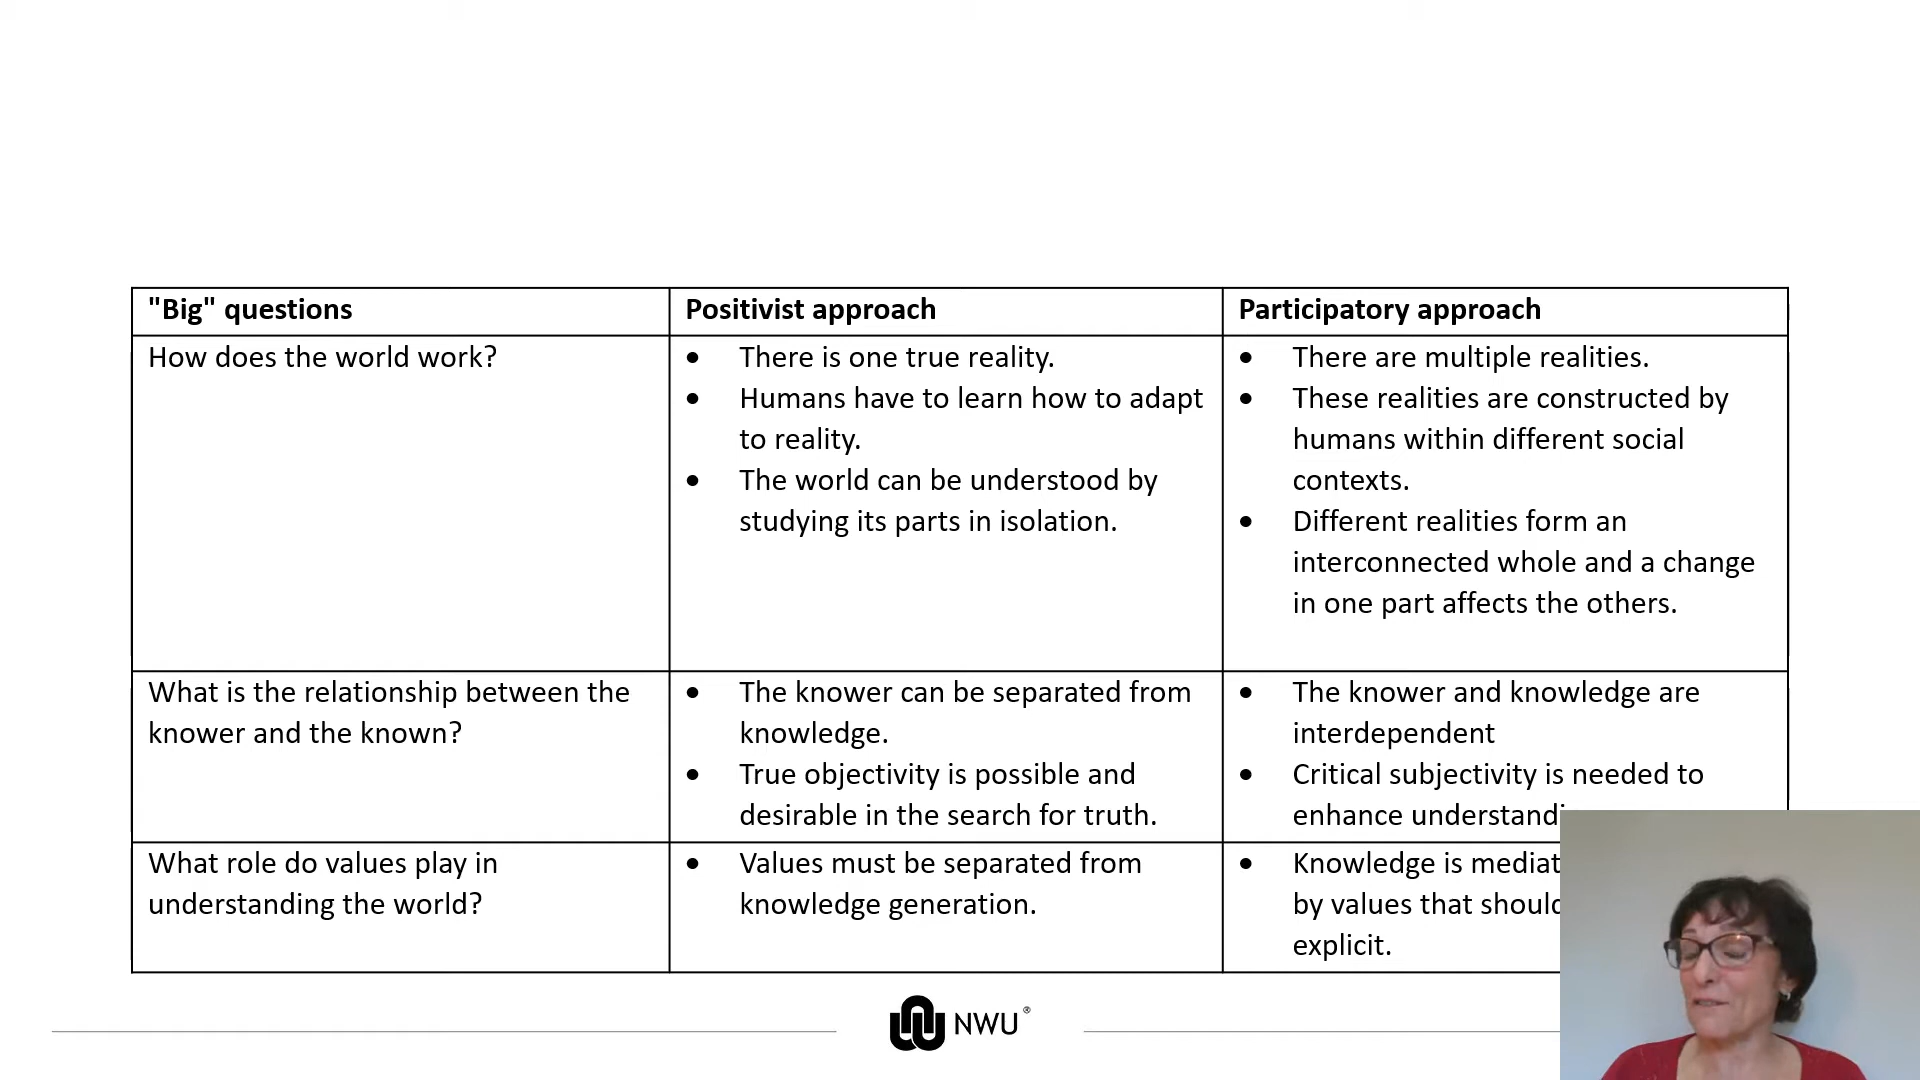 "Big" questions
Positivist approach
Participatory approach
How does the world work?
• There is one true reality.
• Humans have to learn how to adapt
to reality.
• The world can be understood by
studying its parts in isolation.
• There are multiple realities.
• These realities are constructed by
humans within different social
contexts.
• Different realities form an
interconnected whole and a change
in one part affects the others.
What is the relationship between the
knower and the known?
• The knower can be separated from
knowledge.
• True objectivity is possible and
desirable in the search for truth.
• The knower and knowledge are
interdependent
• Critical subjectivity is needed to
enhance
What role do values play in
understanding the world?
• Values must be separated from
knowledge generation.
• Knowledge is
by values that
explicit.
NWU®